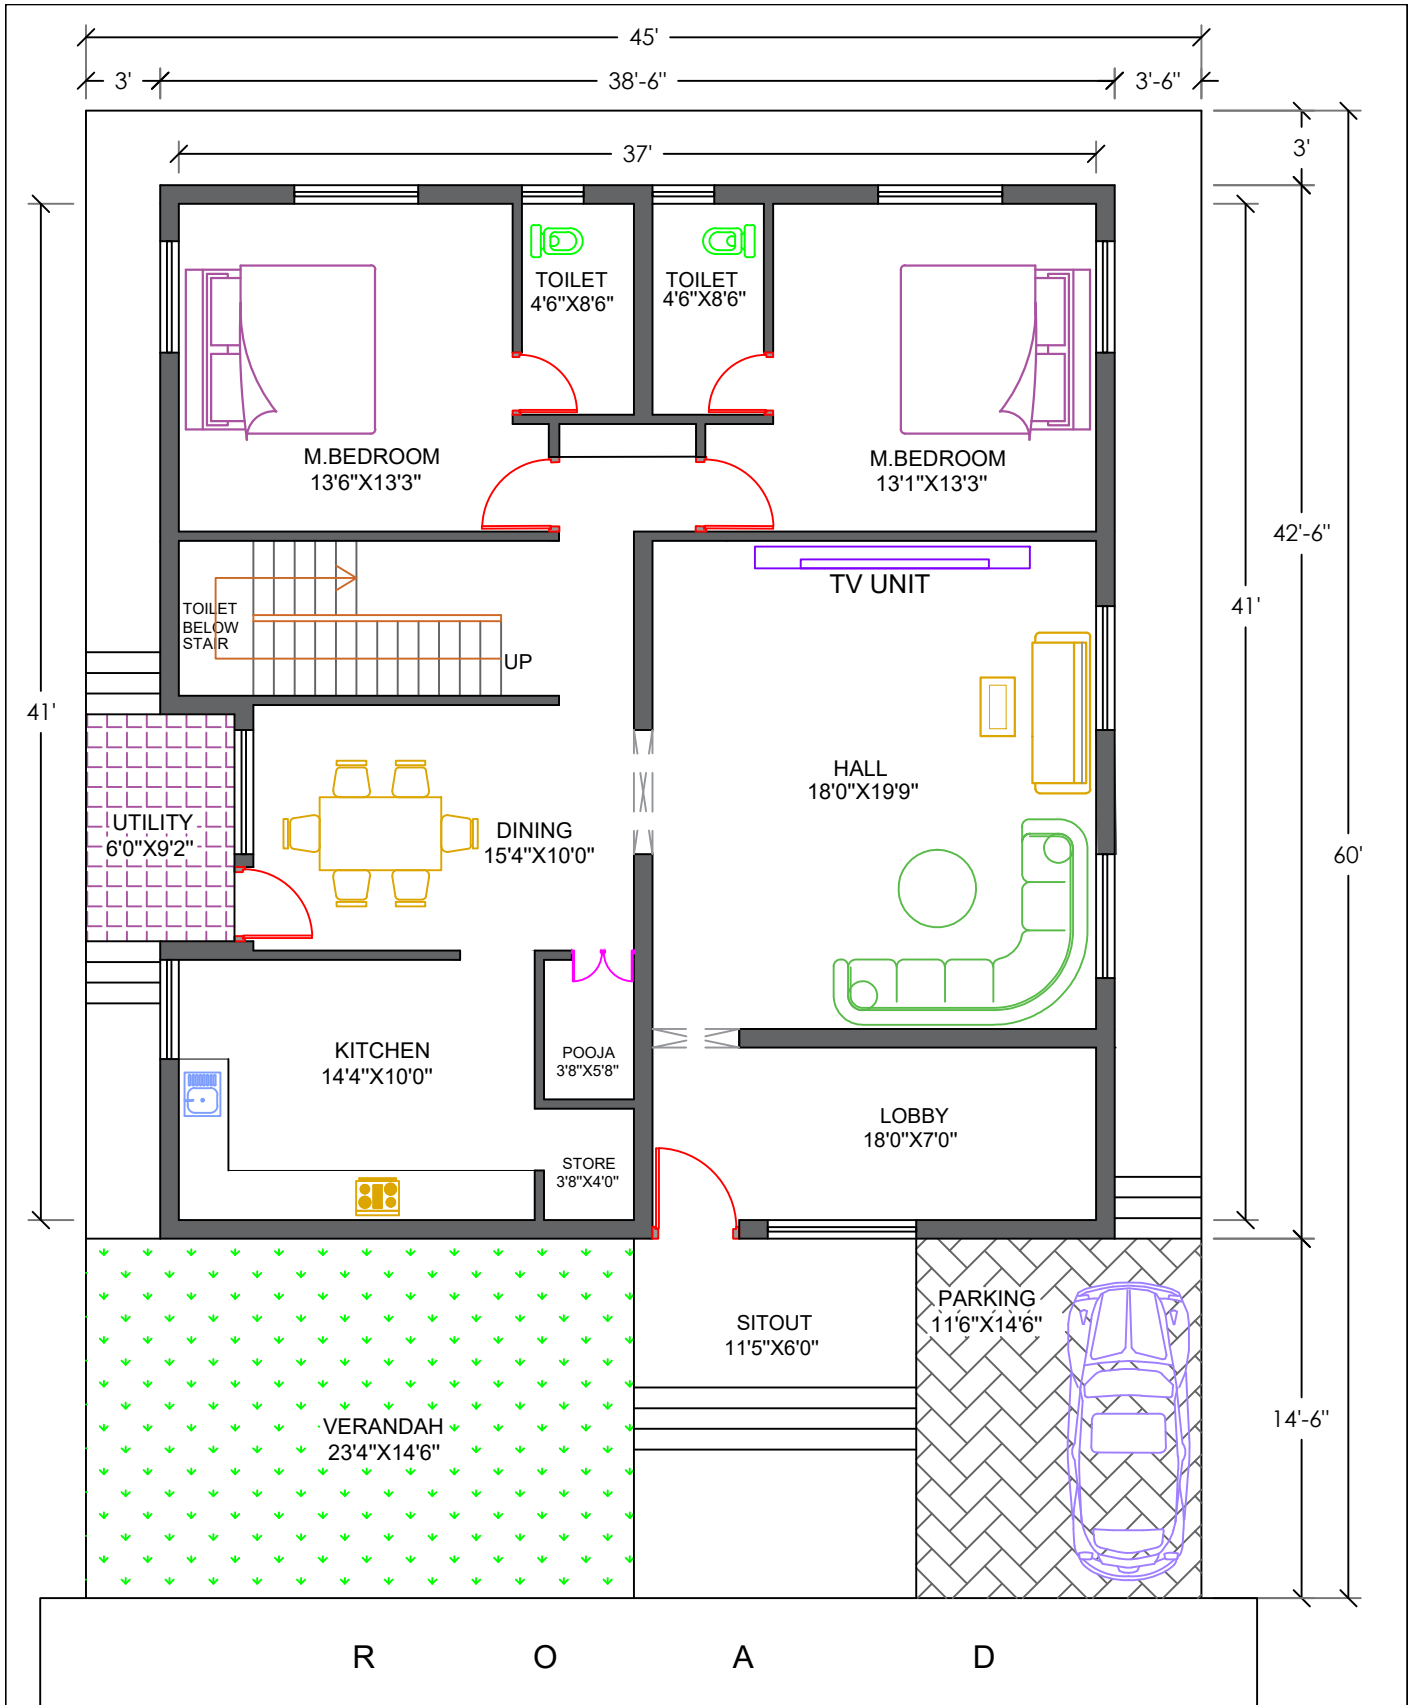 45'
3'
38'-6"
3'-6"
37'
3'
TOILET
4'6"X8'6"
TOILET
4'6"X8'6"
M.BEDROOM
13'6"X13'3"
M.BEDROOM
13'1"X13'3"
42'-6"
41'
41'
60'
TV UNIT
TOILET
BELOW
STAIR
UP
HALL
18'0"X19'9"
UTILITY
6'0"X9'2"
DINING
15'4"X10'0"
KITCHEN
14'4"X10'0"
POOJA
3'8"X5'8"
LOBBY
18'0"X7'0"
STORE
3'8"X4'0"
PARKING
11'6"X14'6"
SITOUT
11'5"X6'0"
VERANDAH
23'4"X14'6"
14'-6"
R O A D